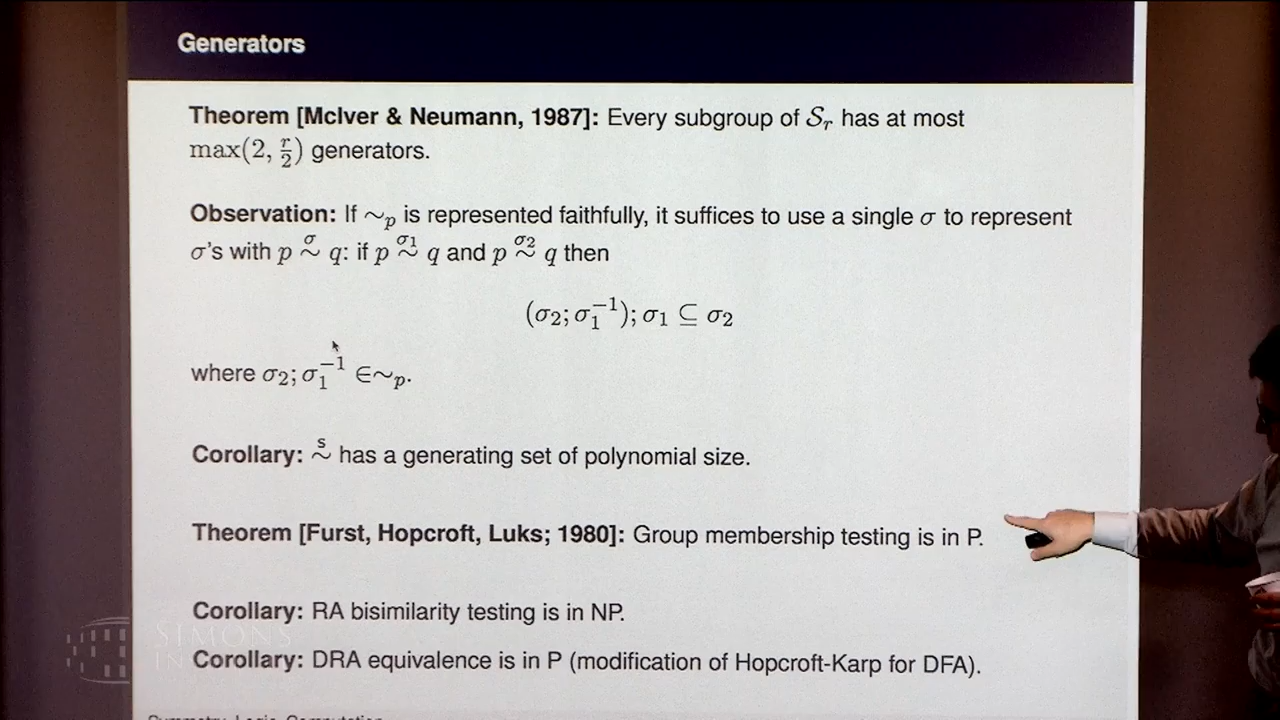 Generators
Theorem [McIver & Neumann, 1987]: Every subgroup of 𝒮ᵣ has at most
max(2, r/2) generators.
Observation: If ∼ₚ is represented faithfully, it suffices to use a single σ to represent
σ's with p ∼^σ q: if p ∼^σ₁ q and p ∼^σ₂ q then
(σ₂; σ₁⁻¹); σ₁ ⊆ σ₂
where σ₂; σ₁⁻¹ ∈∼ₚ.
Corollary: ∼^s has a generating set of polynomial size.
Theorem [Furst, Hopcroft, Luks; 1980]: Group membership testing is in P.
Corollary: RA bisimilarity testing is in NP.
SIMONS
Corollary: DRA equivalence is in P (modification of Hopcroft-Karp for DFA).
Symmetry, Logic, Computation